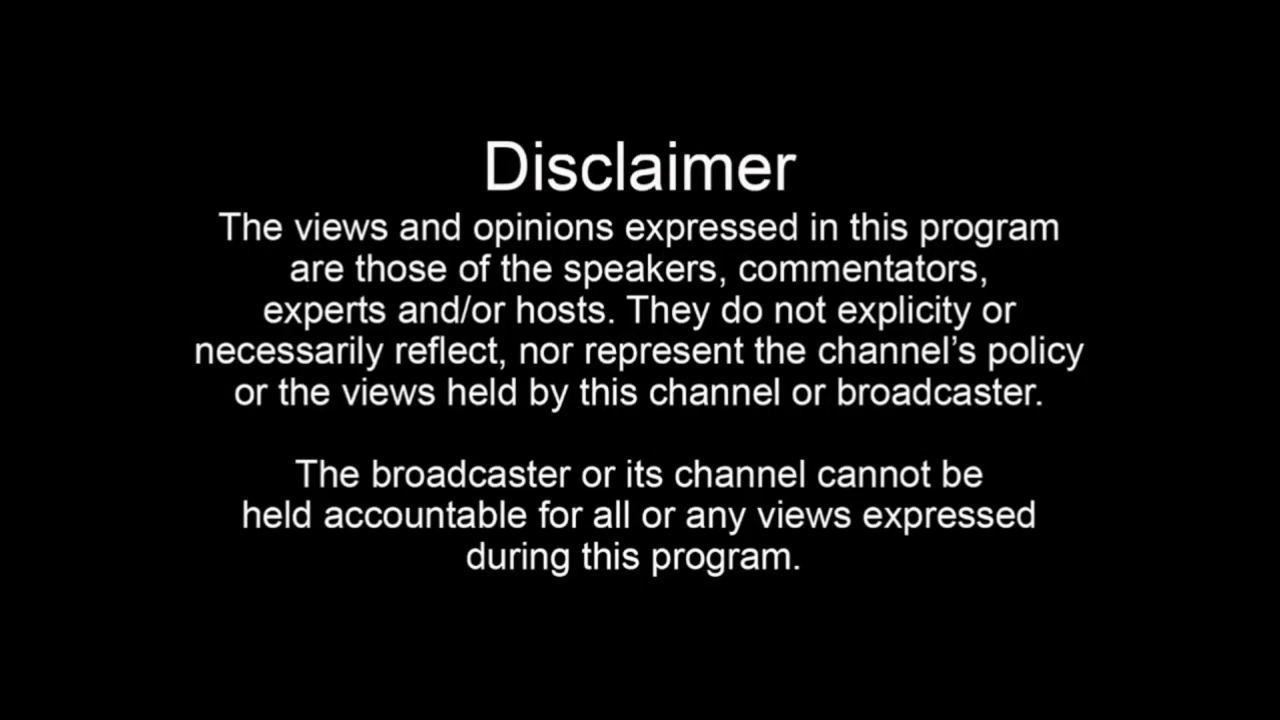 Disclaimer
The views and opinions expressed in this program
are those of the speakers, commentators,
experts and/or hosts. They do not explicity or
necessarily reflect, nor represent the channel’s policy
or the views held by this channel or broadcaster.
The broadcaster or its channel cannot be
held accountable for all or any views expressed
during this program.